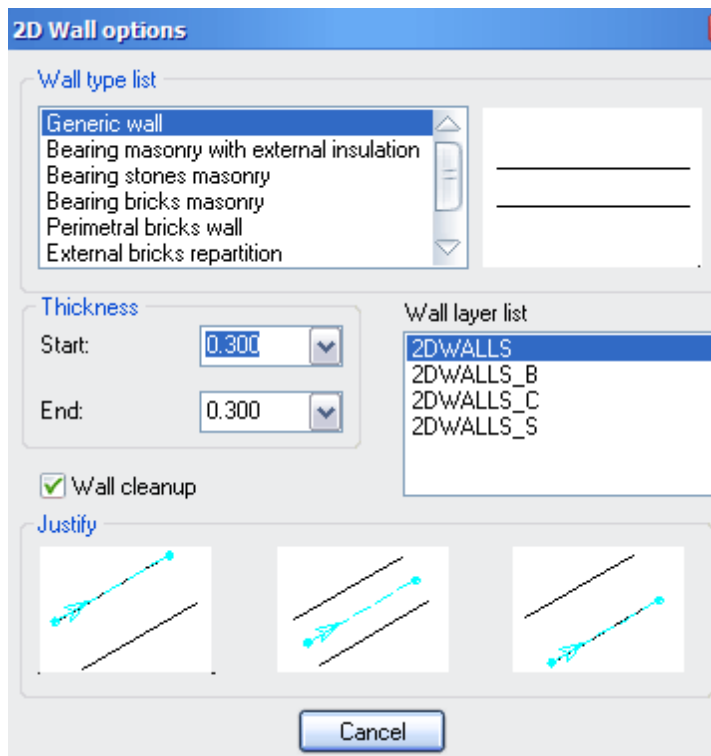 2D Wall options
Wall type list
Generic wall
Bearing masonry with external insulation
Bearing stones masonry
Bearing bricks masonry
Perimetral bricks wall
External bricks repartition
Thickness
Start: 0.300
End: 0.300
Wall layer list
2DWALLS
2DWALLS_B
2DWALLS_C
2DWALLS_S
Wall cleanup
Justify
Cancel